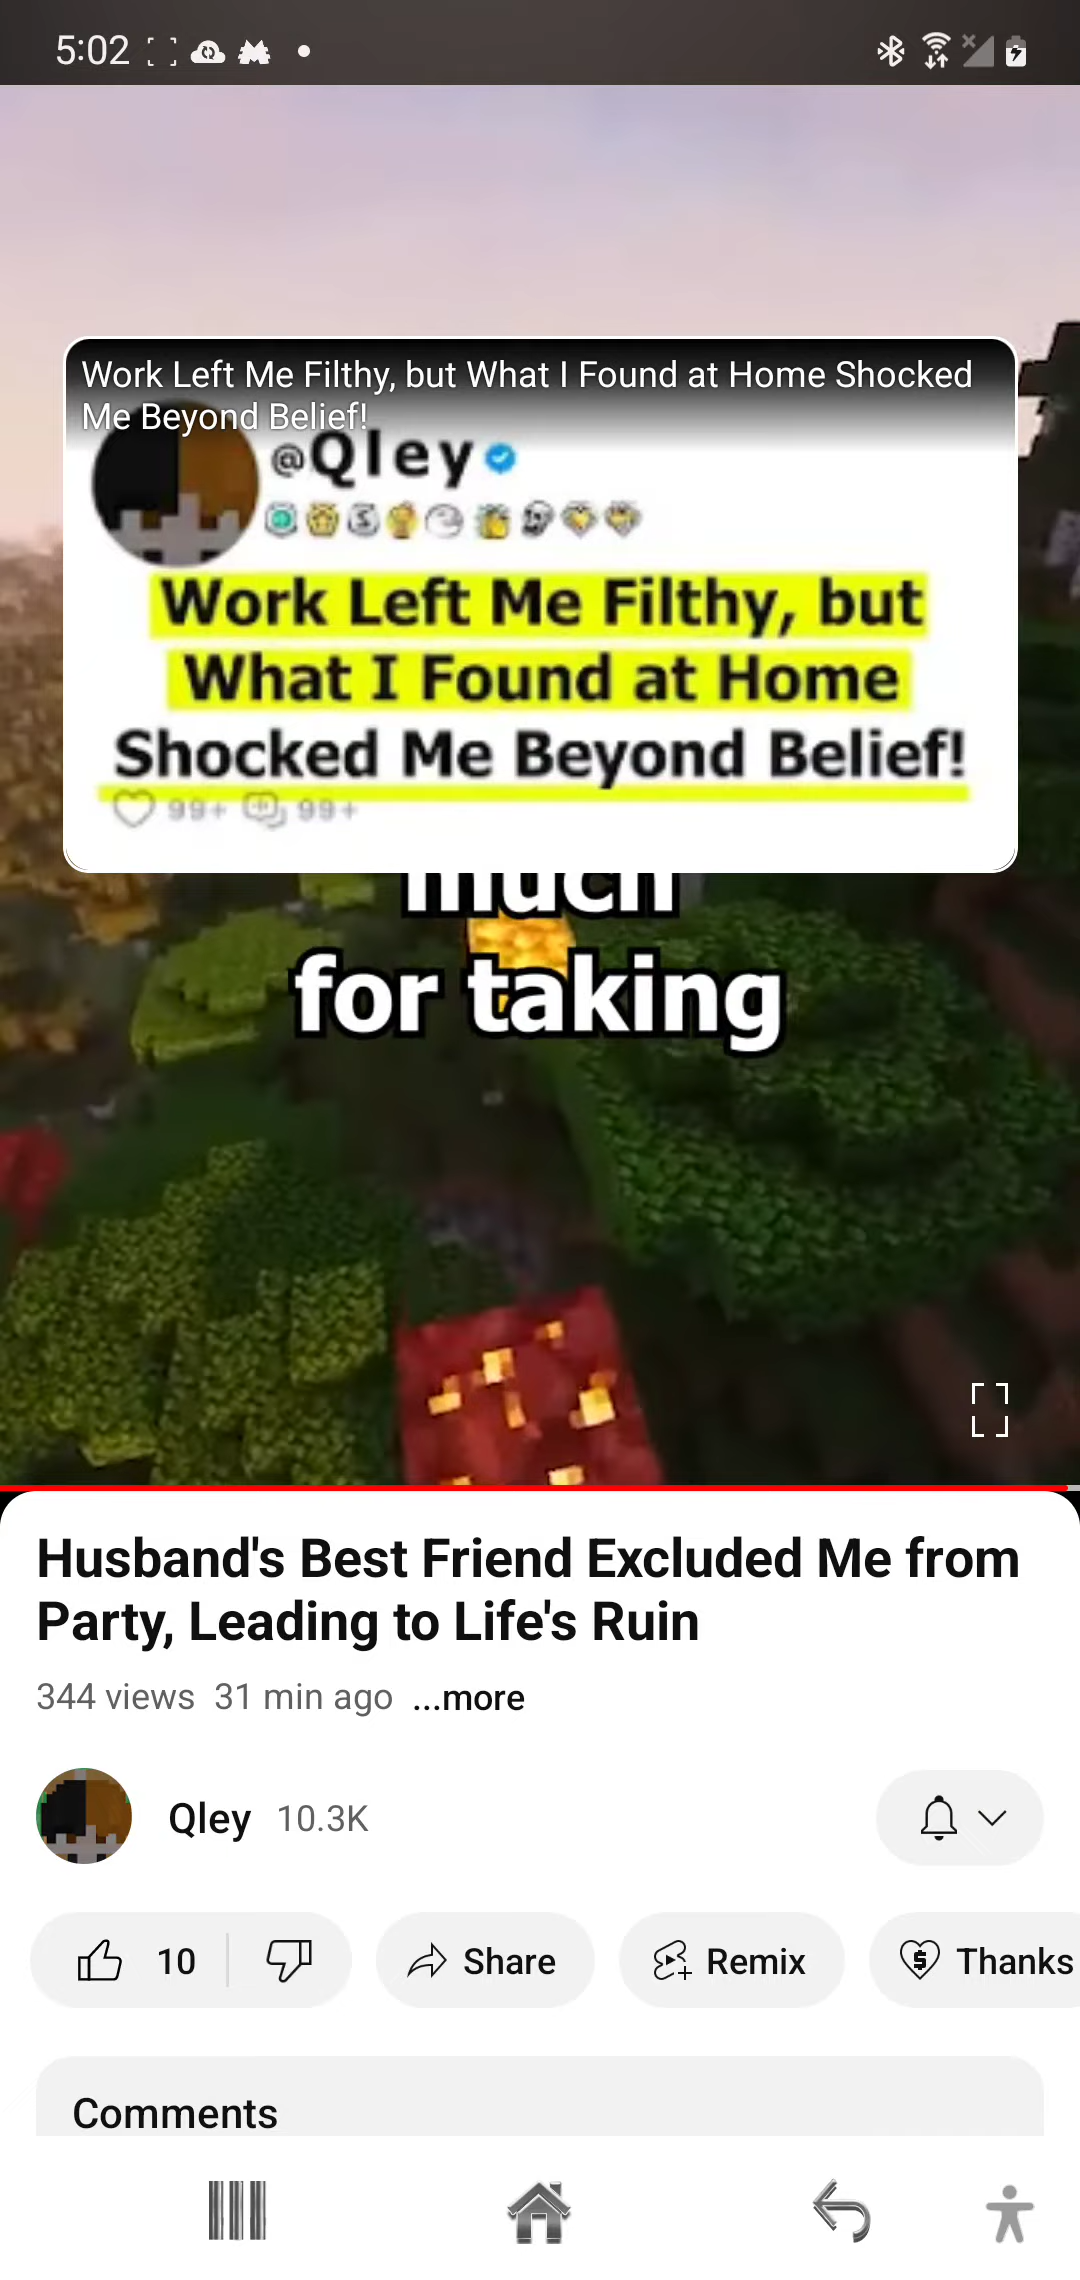 5:02
Work Left Me Filthy, but What I Found at Home Shocked
Me Beyond Belief!
@Qley
Work Left Me Filthy, but
What I Found at Home
Shocked Me Beyond Belief!
99+ 99+
much
for taking
Husband's Best Friend Excluded Me from
Party, Leading to Life's Ruin
344 views 31 min ago ...more
Qley 10.3K
10 Share Remix Thanks
Comments